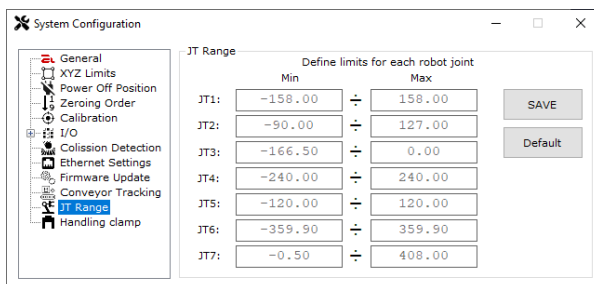 System Configuration
General
XYZ Limits
Power Off Position
Zeroing Order
Calibration
I/O
Colission Detection
Ethernet Settings
Firmware Update
Conveyor Tracking
JT Range
Handling clamp
JT Range
Define limits for each robot joint
Min Max
JT1: -158.00 ÷ 158.00
JT2: -90.00 ÷ 127.00
JT3: -166.50 ÷ 0.00
JT4: -240.00 ÷ 240.00
JT5: -120.00 ÷ 120.00
JT6: -359.90 ÷ 359.90
JT7: -0.50 ÷ 408.00
SAVE
Default